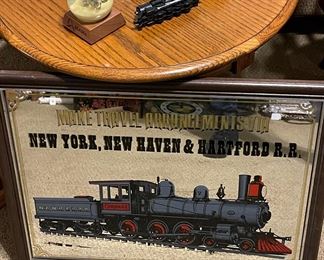 MAKE TRAVEL ARRANGEMENTS VIA
NEW YORK, NEW HAVEN & HARTFORD R.R.